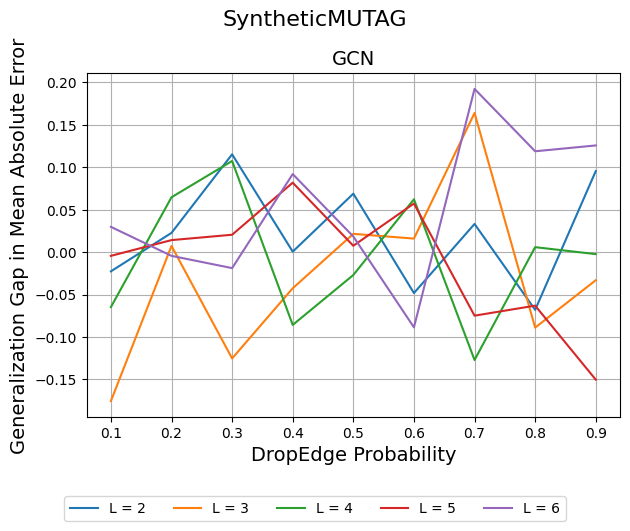 SyntheticMUTAG
GCN
Generalization Gap in Mean Absolute Error
0.20
0.15
0.10
0.05
0.00
−0.05
−0.10
−0.15
0.1 0.2 0.3 0.4 0.5 0.6 0.7 0.8 0.9
DropEdge Probability
L = 2 L = 3 L = 4 L = 5 L = 6